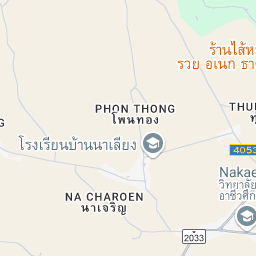 ร้านไส้ห
รวย อเนก ธา
PHON THONG
โพนทอง
THU
ทุ
G
โรงเรียนบ้านนาเลียง
4053
Nakae
วิทยาลัย
อาชีวศึก
NA CHAROEN
นาเจริญ
2033